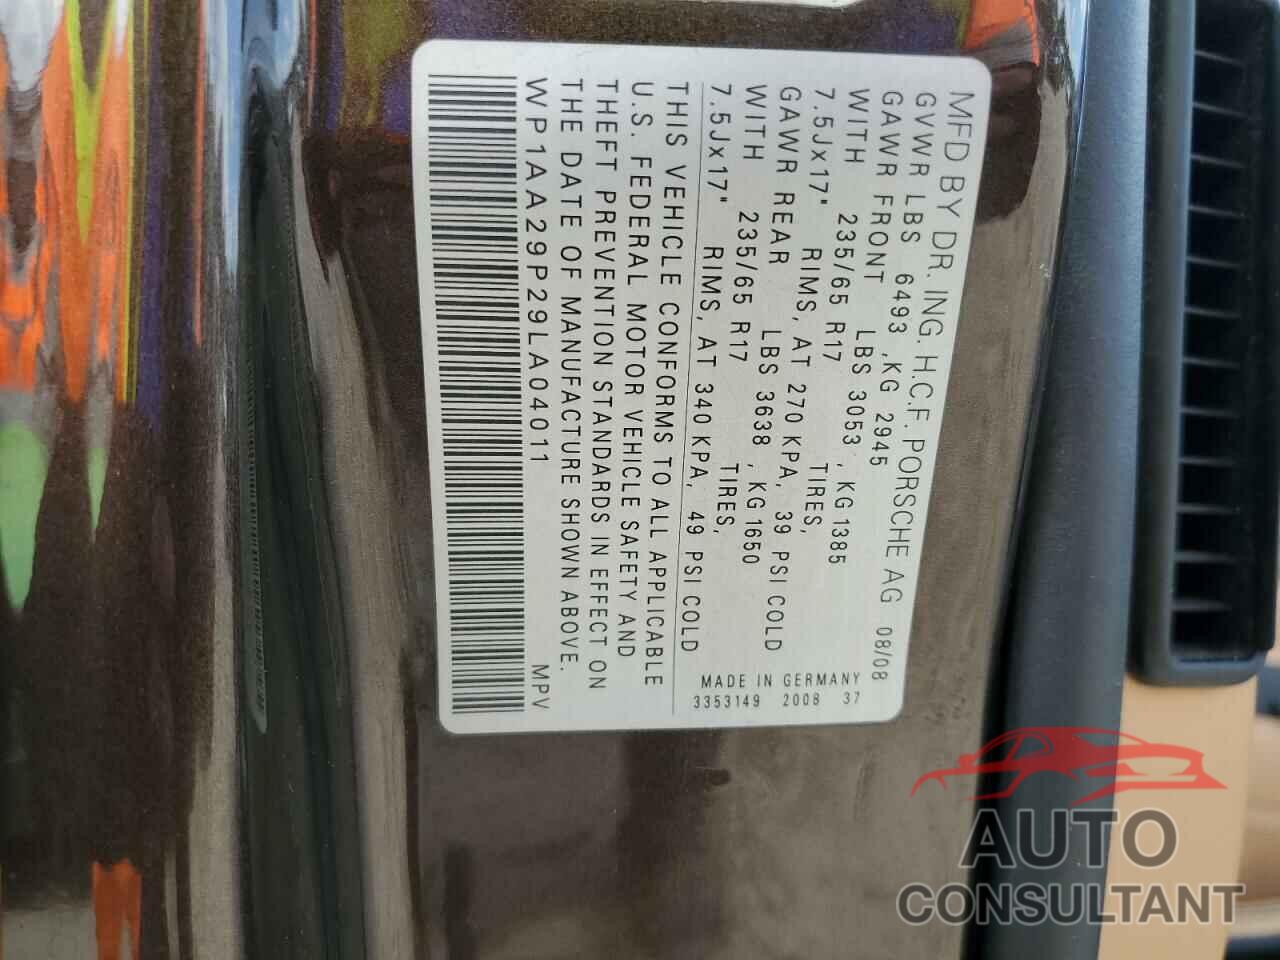 MFD BY DR. ING. H.C.F. PORSCHE AG 08/08
GVWR LBS 6493 ,KG 2945
GAWR FRONT LBS 3053 ,KG 1385
WITH 235/65 R17 TIRES,
7.5Jx17" RIMS, AT 270 KPA, 39 PSI COLD
GAWR REAR LBS 3638 ,KG 1650
WITH 235/65 R17 TIRES,
7.5Jx17" RIMS, AT 340 KPA, 49 PSI COLD
MADE IN GERMANY
3353149 2008 37
THIS VEHICLE CONFORMS TO ALL APPLICABLE
U.S. FEDERAL MOTOR VEHICLE SAFETY AND
THEFT PREVENTION STANDARDS IN EFFECT ON
THE DATE OF MANUFACTURE SHOWN ABOVE.
WP1AA29P29LA04011 MPV
AUTO
CONSULTANT